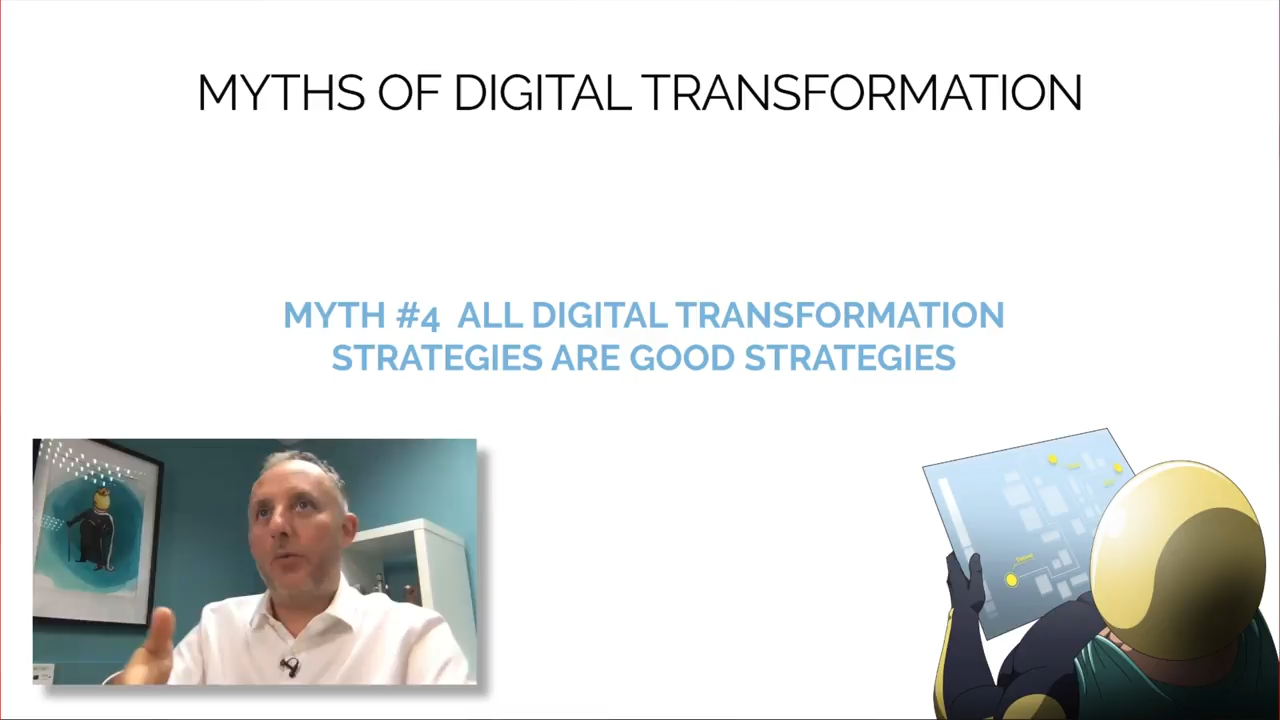 MYTHS OF DIGITAL TRANSFORMATION
MYTH #4 ALL DIGITAL TRANSFORMATION
STRATEGIES ARE GOOD STRATEGIES